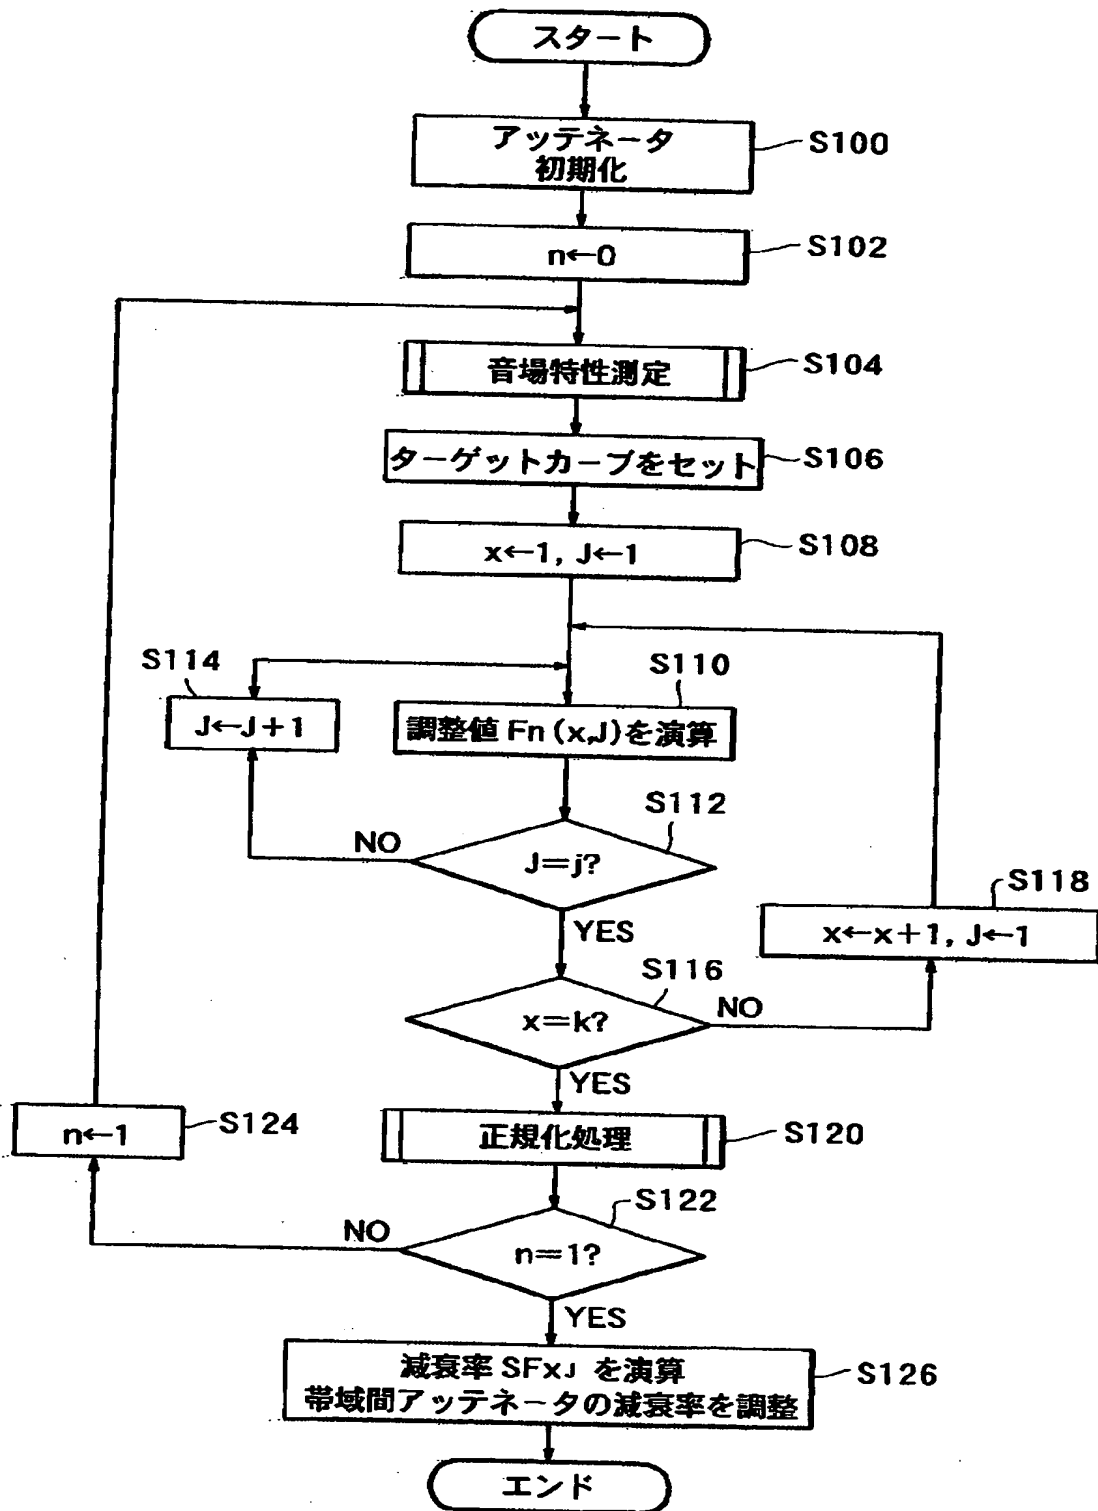 スタート
アッテネータ
初期化
S100
n←0
S102
音場特性測定
S104
ターゲットカーブをセット
S106
x←1, J←1
S108
S114
J←J+1
S110
調整値 Fn (x,J)を演算
S112
NO
J=j?
YES
S118
x←x+1, J←1
S116
x=k?
NO
YES
n←1
S124
正規化処理
S120
S122
NO
n=1?
YES
減衰率 SFxJ を演算
帯域間アッテネータの減衰率を調整
S126
エンド